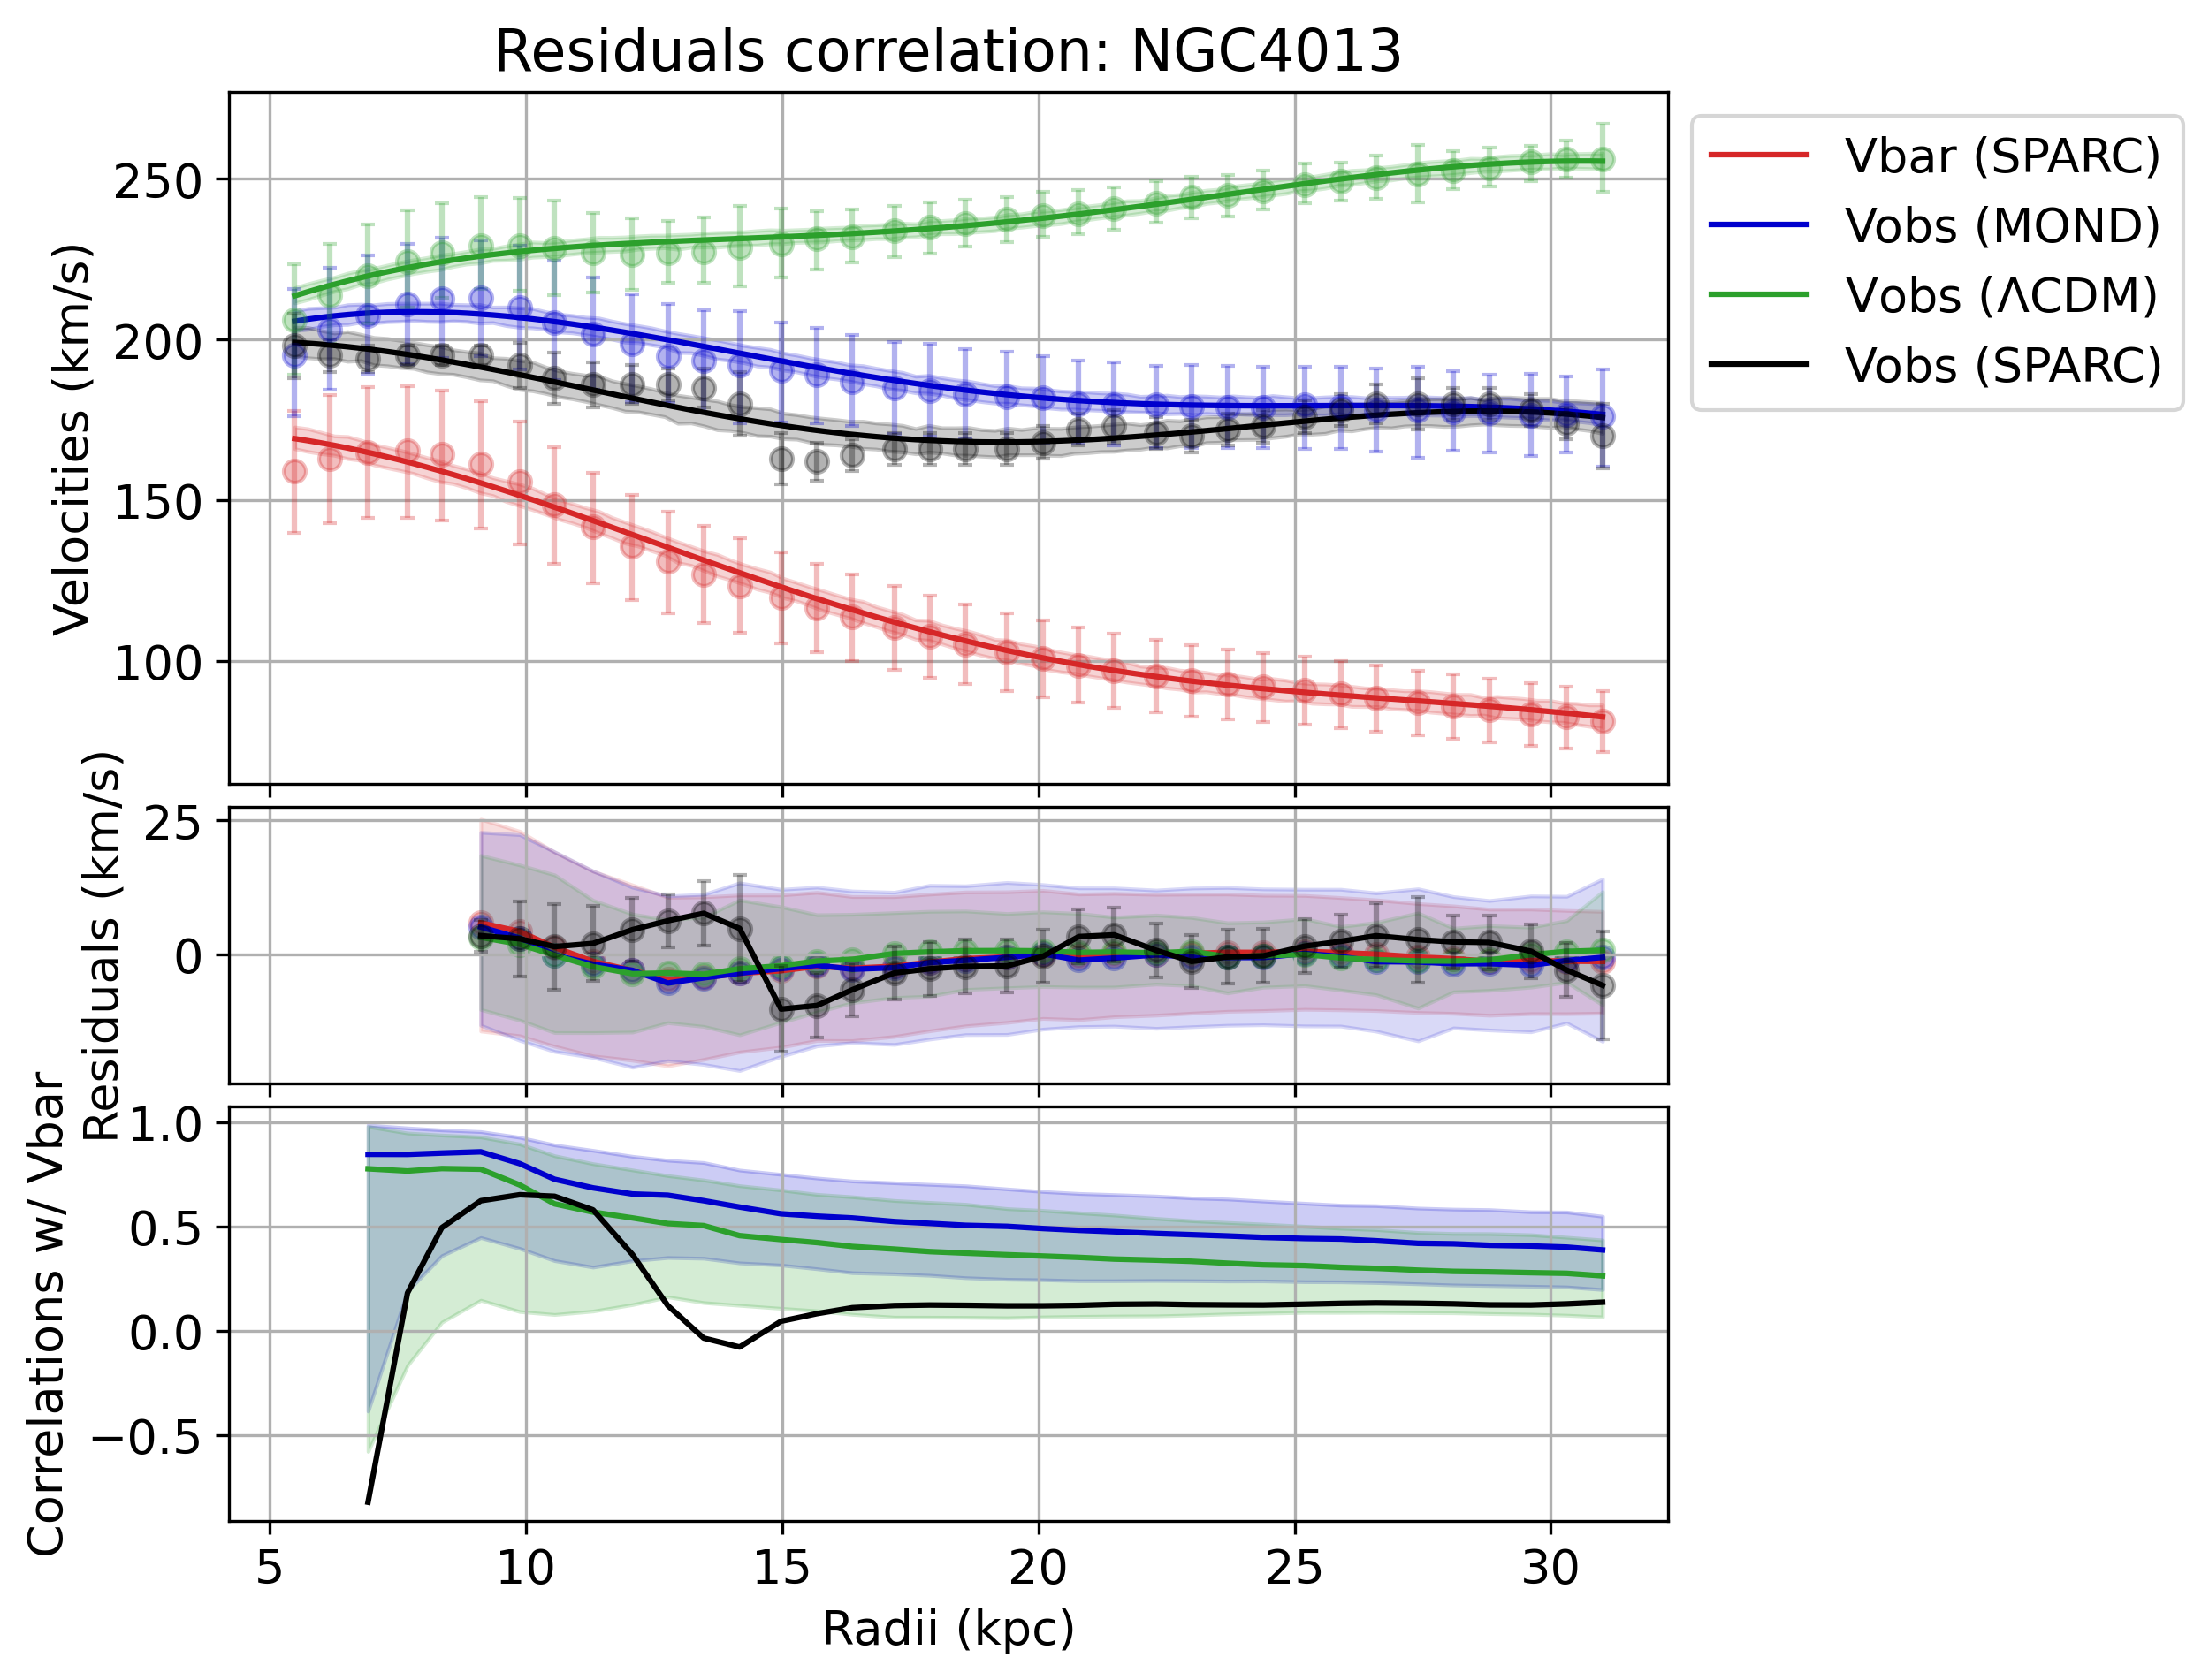 Residuals correlation: NGC4013
Velocities (km/s)
250
200
150
100
Vbar (SPARC)
Vobs (MOND)
Vobs (ΛCDM)
Vobs (SPARC)
Residuals (km/s)
25
0
Correlations w/ Vbar
1.0
0.5
0.0
−0.5
5 10 15 20 25 30
Radii (kpc)